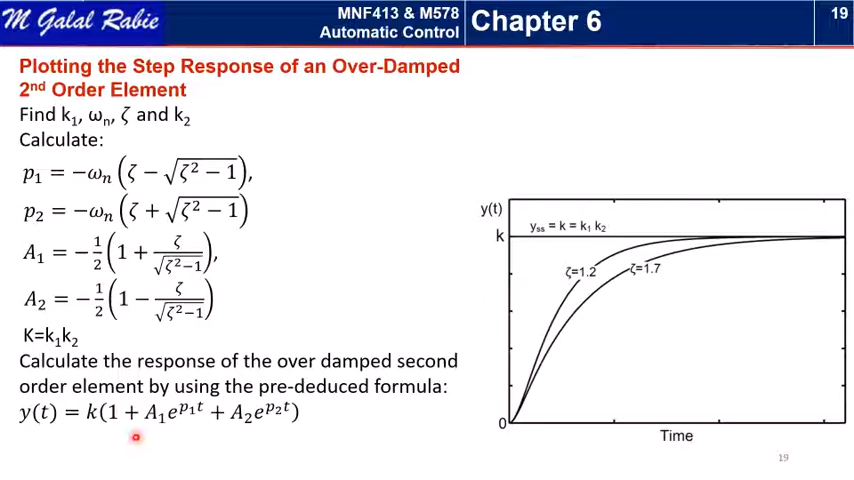 M Galal Rabie
MNF413 & M578
Automatic Control
Chapter 6
19
Plotting the Step Response of an Over-Damped
2nd Order Element
Find k₁, ωₙ, ζ and k₂
Calculate:
p₁ = −ωₙ(ζ − √(ζ² − 1)),
p₂ = −ωₙ(ζ + √(ζ² − 1))
A₁ = −1/2(1 + ζ/√(ζ²−1)),
A₂ = −1/2(1 − ζ/√(ζ²−1))
K=k₁k₂
Calculate the response of the over damped second
order element by using the pre-deduced formula:
y(t) = k(1 + A₁e^{p₁t} + A₂e^{p₂t})
y(t)
yss = k = k₁ k₂
k
ζ=1.2
ζ=1.7
0
Time
19